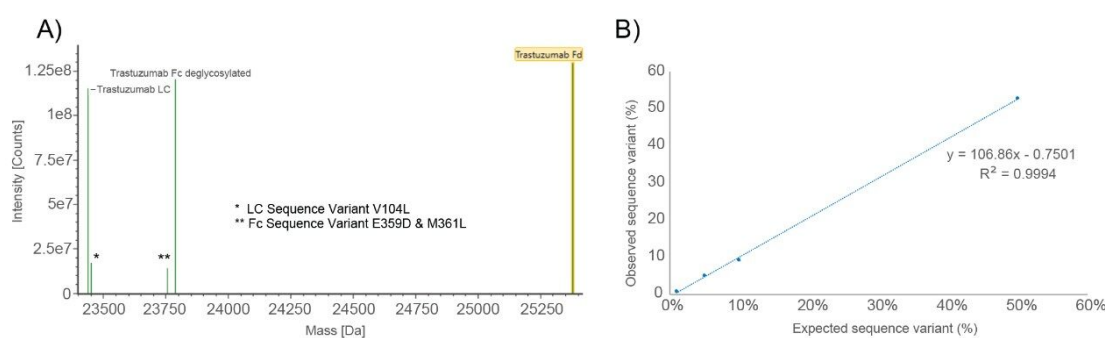 A)
Trastuzumab Fd
Trastuzumab Fc deglycosylated
Trastuzumab LC
1.25e8
1e8
7.5e7
5e7
2.5e7
0
Intensity [Counts]
*
**
* LC Sequence Variant V104L
** Fc Sequence Variant E359D & M361L
23500
23750
24000
24250
24500
24750
25000
25250
Mass [Da]
B)
60
50
40
30
20
10
0
Observed sequence variant (%)
y = 106.86x - 0.7501
R² = 0.9994
0%
10%
20%
30%
40%
50%
60%
Expected sequence variant (%)